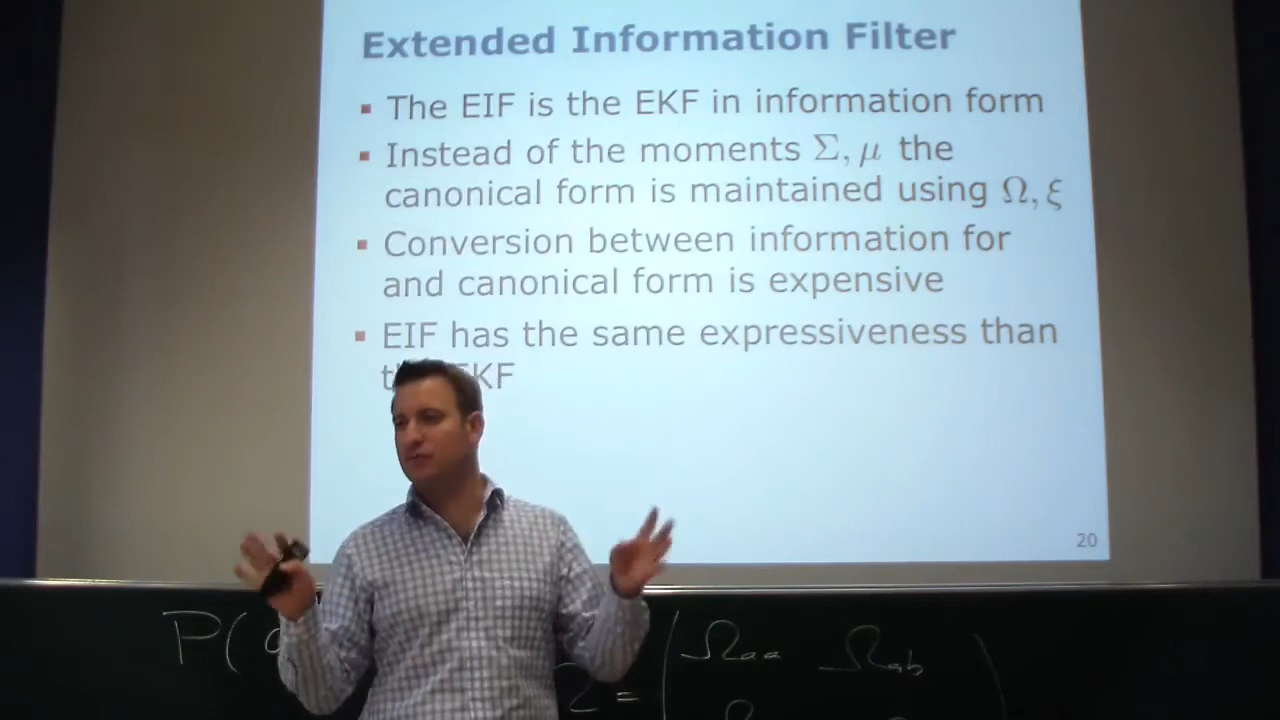 Extended Information Filter
▪ The EIF is the EKF in information form
▪ Instead of the moments Σ, μ the
canonical form is maintained using Ω, ξ
▪ Conversion between information for
and canonical form is expensive
▪ EIF has the same expressiveness than
EKF
20
P(
= ( Ωaa Ωab )